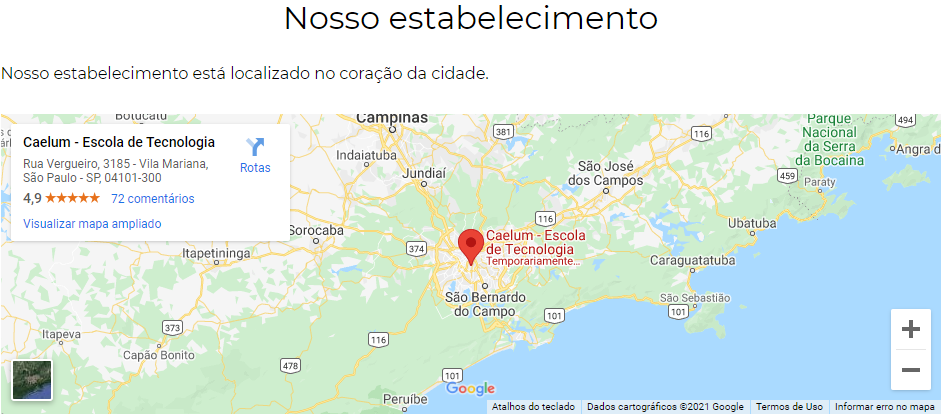 Nosso estabelecimento
Nosso estabelecimento está localizado no coração da cidade.
Caelum - Escola de Tecnologia
Rua Vergueiro, 3185 - Vila Mariana,
São Paulo - SP, 04101-300
4,9
72 comentários
Visualizar mapa ampliado
Rotas
Botucatu
Campinas
381
116
494
Parque
Nacional
da Serra
da Bocaina
Angra d
Indaiatuba
Jundiaí
São José
dos Campos
459
Paraty
116
Ubatuba
Sorocaba
374
Itapetininga
Caelum - Escola
de Tecnologia
Temporariamente...
Caraguatatuba
São Bernardo
do Campo
São Sebastião
101
101
373
Itapeva
Capão Bonito
116
478
101
Peruíbe
Google
Atalhos do teclado
Dados cartográficos ©2021 Google
Termos de Uso
Informar erro no mapa